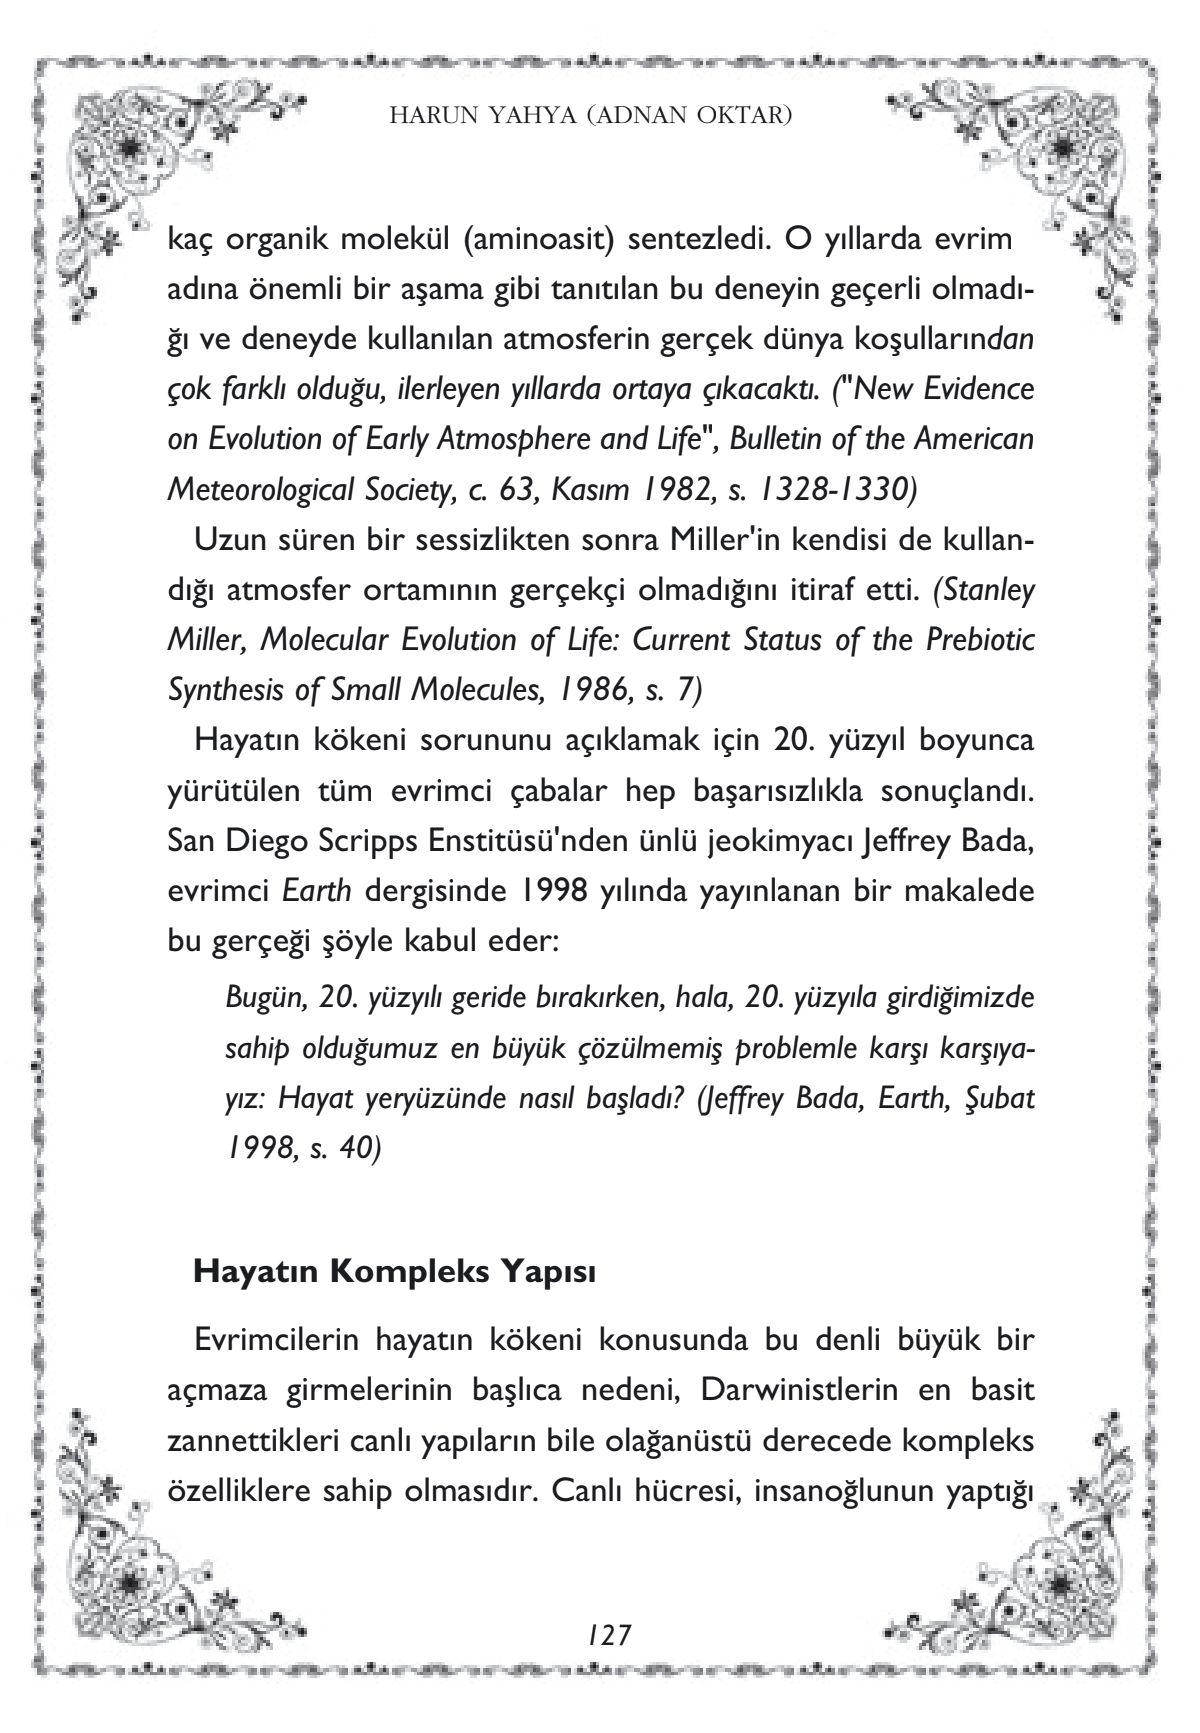 HARUN YAHYA (ADNAN OKTAR)
kaç organik molekül (aminoasit) sentezledi. O yıllarda evrim
adına önemli bir aşama gibi tanıtılan bu deneyin geçerli olmadı-
ğı ve deneyde kullanılan atmosferin gerçek dünya koşullarından
çok farklı olduğu, ilerleyen yıllarda ortaya çıkacaktı. ("New Evidence
on Evolution of Early Atmosphere and Life", Bulletin of the American
Meteorological Society, c. 63, Kasım 1982, s. 1328-1330)
Uzun süren bir sessizlikten sonra Miller'in kendisi de kullan-
dığı atmosfer ortamının gerçekçi olmadığını itiraf etti. (Stanley
Miller, Molecular Evolution of Life: Current Status of the Prebiotic
Synthesis of Small Molecules, 1986, s. 7)
Hayatın kökeni sorununu açıklamak için 20. yüzyıl boyunca
yürütülen tüm evrimci çabalar hep başarısızlıkla sonuçlandı.
San Diego Scripps Enstitüsü'nden ünlü jeokimyacı Jeffrey Bada,
evrimci Earth dergisinde 1998 yılında yayınlanan bir makalede
bu gerçeği şöyle kabul eder:
Bugün, 20. yüzyılı geride bırakırken, hala, 20. yüzyıla girdiğimizde
sahip olduğumuz en büyük çözülmemiş problemle karşı karşıya-
yız: Hayat yeryüzünde nasıl başladı? (Jeffrey Bada, Earth, Şubat
1998, s. 40)
Hayatın Kompleks Yapısı
Evrimcilerin hayatın kökeni konusunda bu denli büyük bir
açmaza girmelerinin başlıca nedeni, Darwinistlerin en basit
zannettikleri canlı yapıların bile olağanüstü derecede kompleks
özelliklere sahip olmasıdır. Canlı hücresi, insanoğlunun yaptığı
127